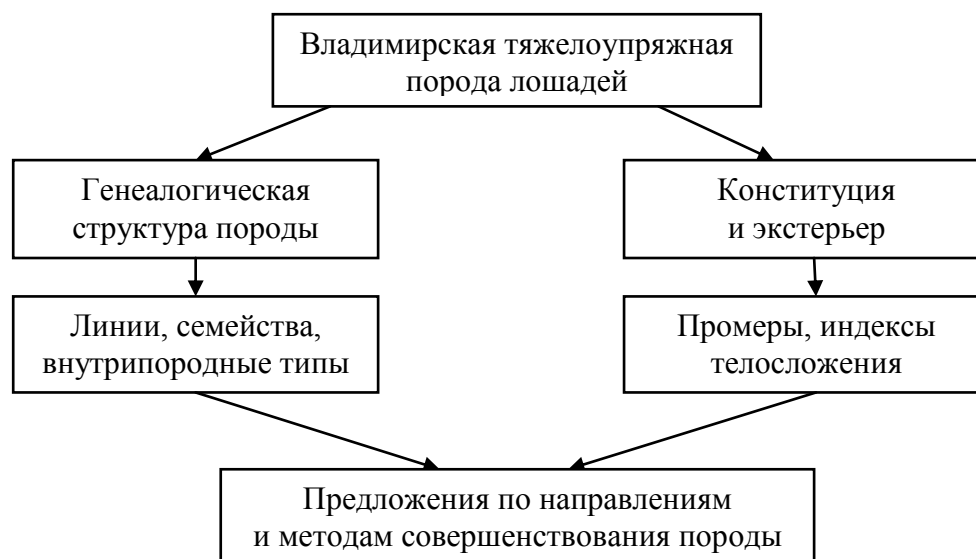 Владимирская тяжелоупряжная
порода лошадей
Генеалогическая
структура породы
Конституция
и экстерьер
Линии, семейства,
внутрипородные типы
Промеры, индексы
телосложения
Предложения по направлениям
и методам совершенствования породы